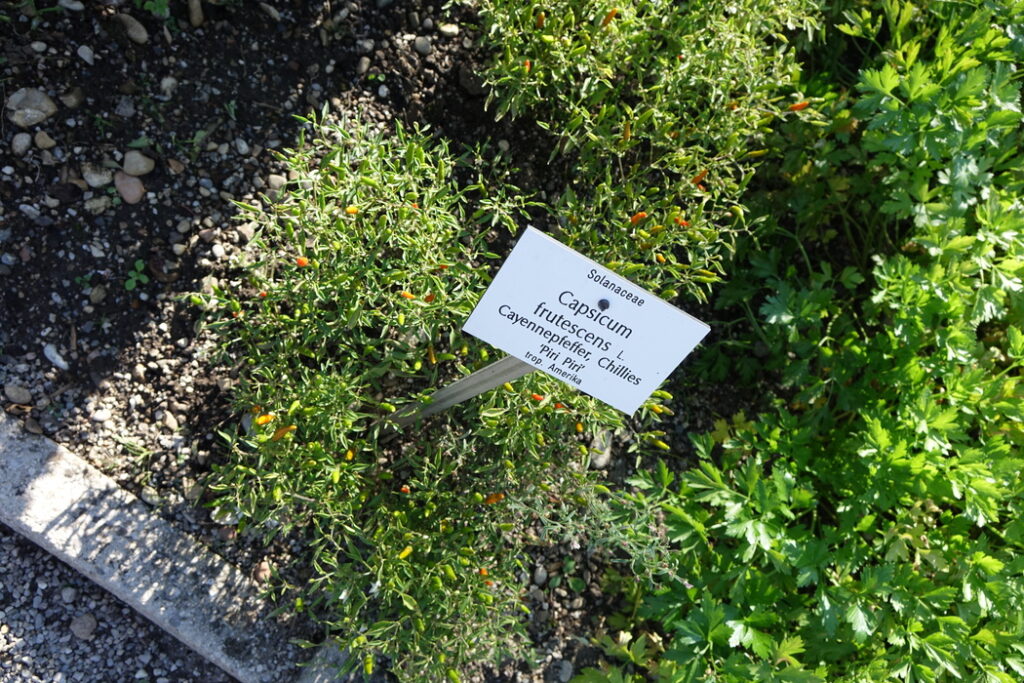 Solanaceae
Capsicum
frutescens L.
Cayennepfeffer, Chillies
'Piri Piri'
trop. Amerika